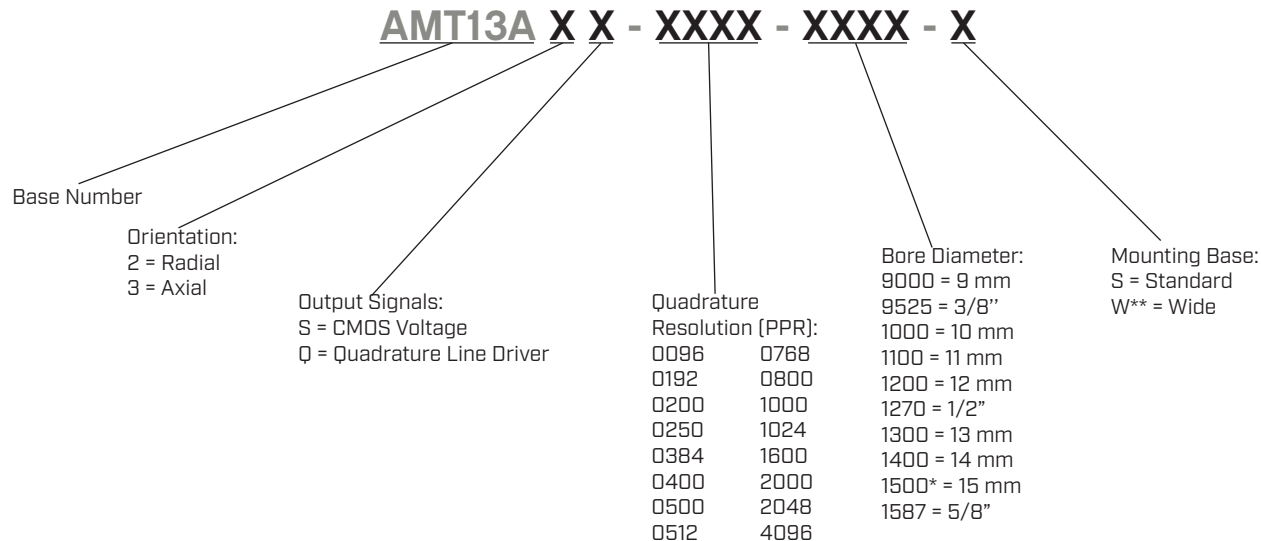 AMT13A X X - XXXX - XXXX - X
Base Number
Orientation:
2 = Radial
3 = Axial
Output Signals:
S = CMOS Voltage
Q = Quadrature Line Driver
Quadrature
Resolution (PPR):
0096 0768
0192 0800
0200 1000
0250 1024
0384 1600
0400 2000
0500 2048
0512 4096
Bore Diameter:
9000 = 9 mm
9525 = 3/8’’
1000 = 10 mm
1100 = 11 mm
1200 = 12 mm
1270 = 1/2”
1300 = 13 mm
1400 = 14 mm
1500* = 15 mm
1587 = 5/8”
Mounting Base:
S = Standard
W** = Wide